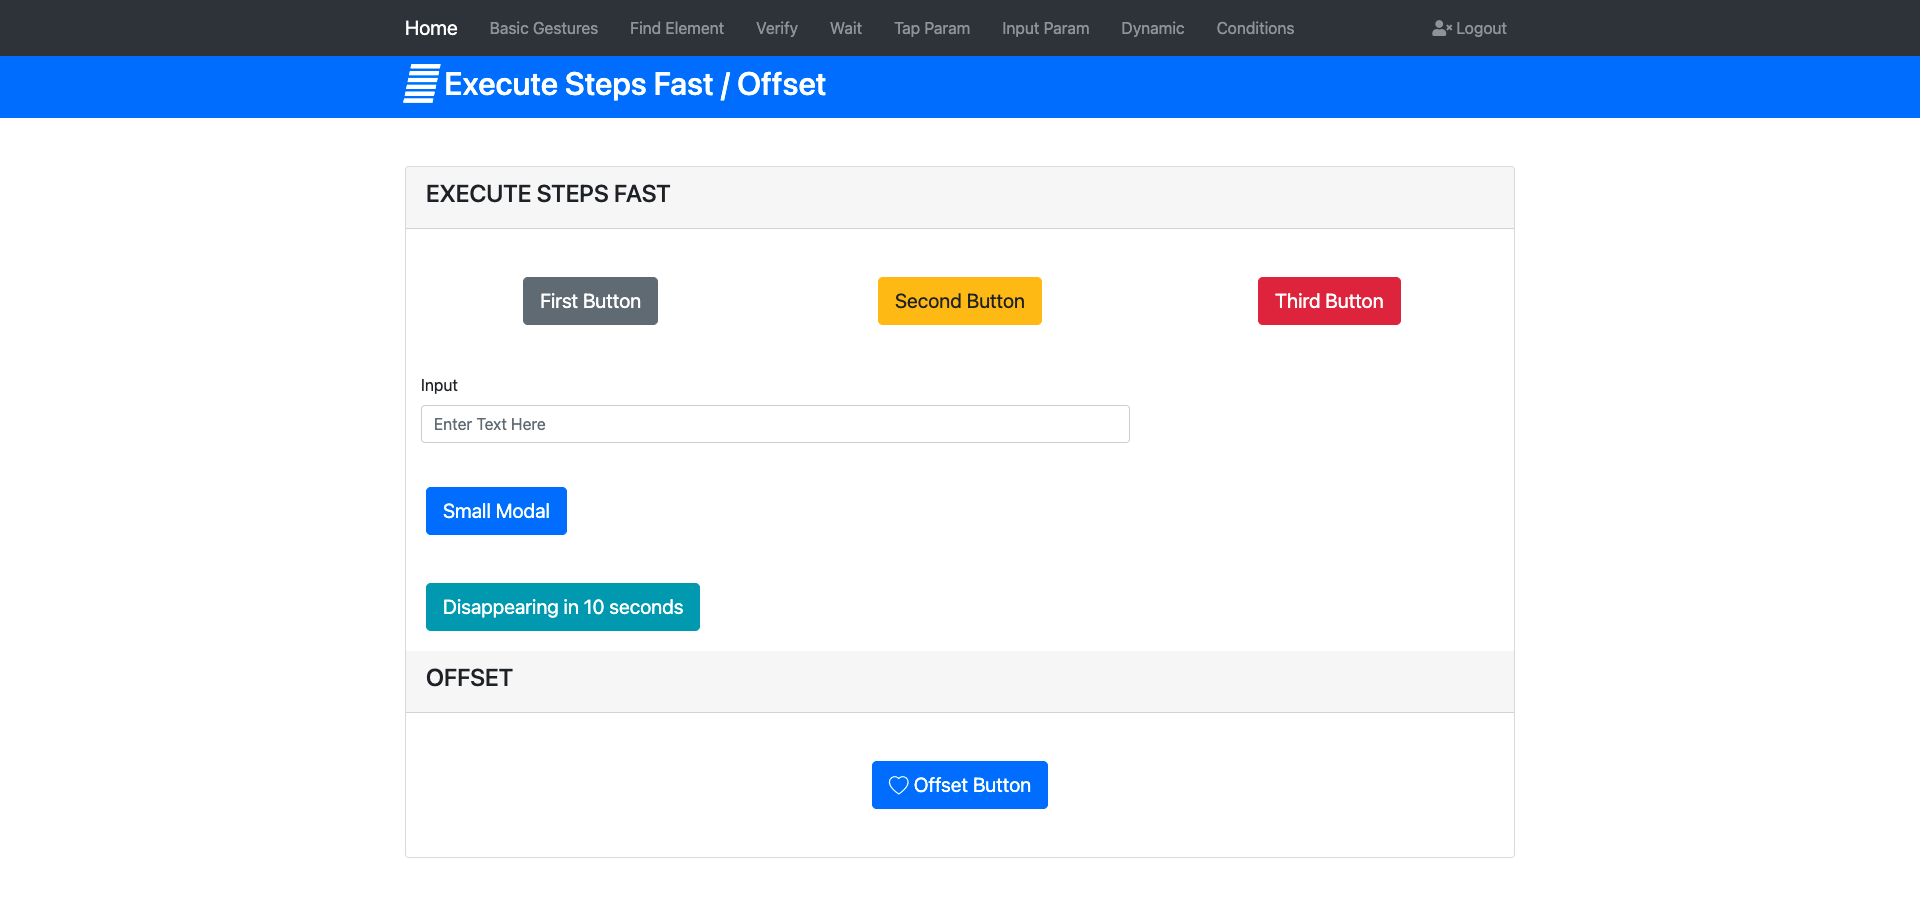 Home Basic Gestures Find Element Verify Wait Tap Param Input Param Dynamic Conditions Logout
Execute Steps Fast / Offset
EXECUTE STEPS FAST
First Button Second Button Third Button
Input
Enter Text Here
Small Modal
Disappearing in 10 seconds
OFFSET
Offset Button